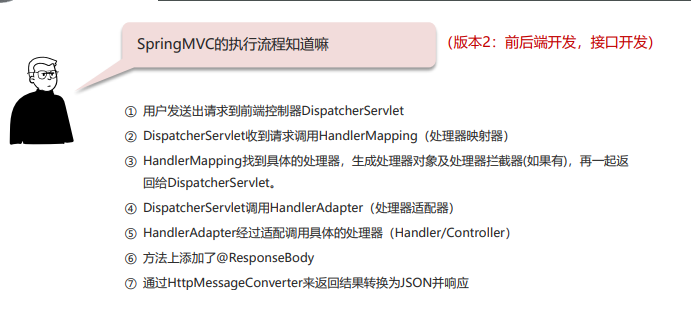 SpringMVC的执行流程知道嘛
（版本2：前后端开发，接口开发）
① 用户发送出请求到前端控制器DispatcherServlet
② DispatcherServlet收到请求调用HandlerMapping（处理器映射器）
③ HandlerMapping找到具体的处理器，生成处理器对象及处理器拦截器(如果有)，再一起返
回给DispatcherServlet。
④ DispatcherServlet调用HandlerAdapter（处理器适配器）
⑤ HandlerAdapter经过适配调用具体的处理器（Handler/Controller）
⑥ 方法上添加了@ResponseBody
⑦ 通过HttpMessageConverter来返回结果转换为JSON并响应